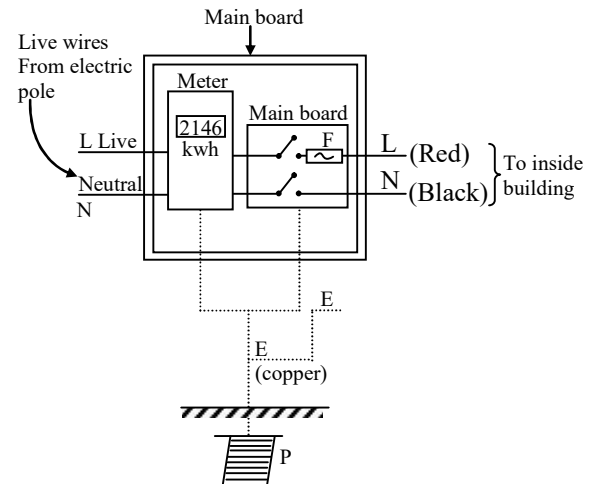 Main board
Live wires
From electric
pole
Meter
Main board
2146
kwh
F
L Live
L
(Red)
Neutral
N
N
(Black)
To inside
building
E
E
(copper)
P